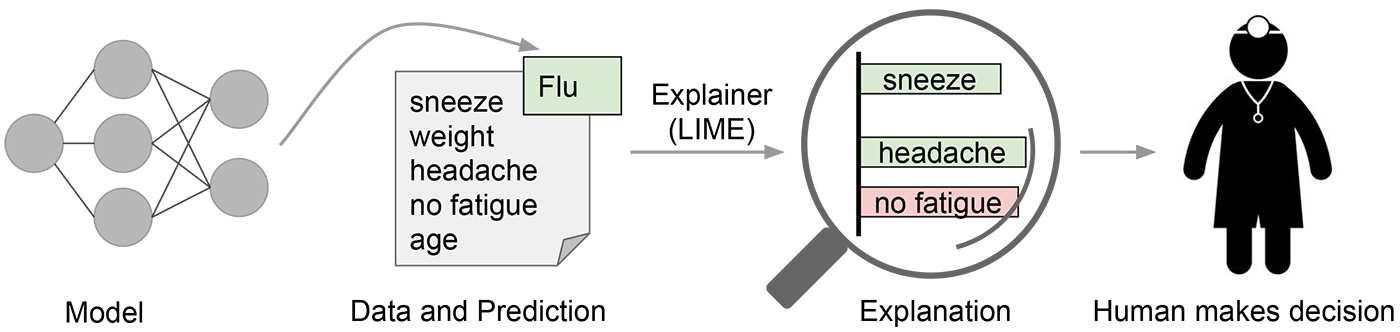 Flu
sneeze
weight
headache
no fatigue
age
Explainer
(LIME)
sneeze
headache
no fatigue
Model
Data and Prediction
Explanation
Human makes decision